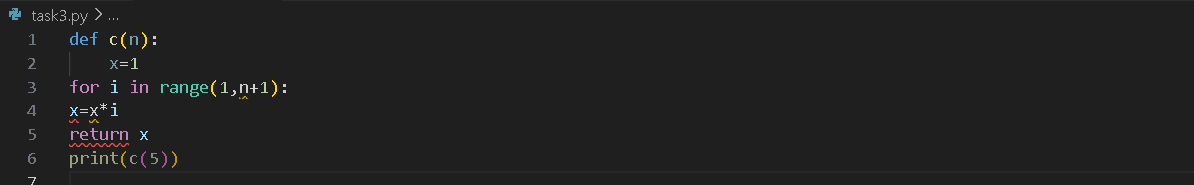 task3.py > ...
1 def c(n):
2     x=1
3 for i in range(1,n+1):
4 x=x*i
5 return x
6 print(c(5))
7